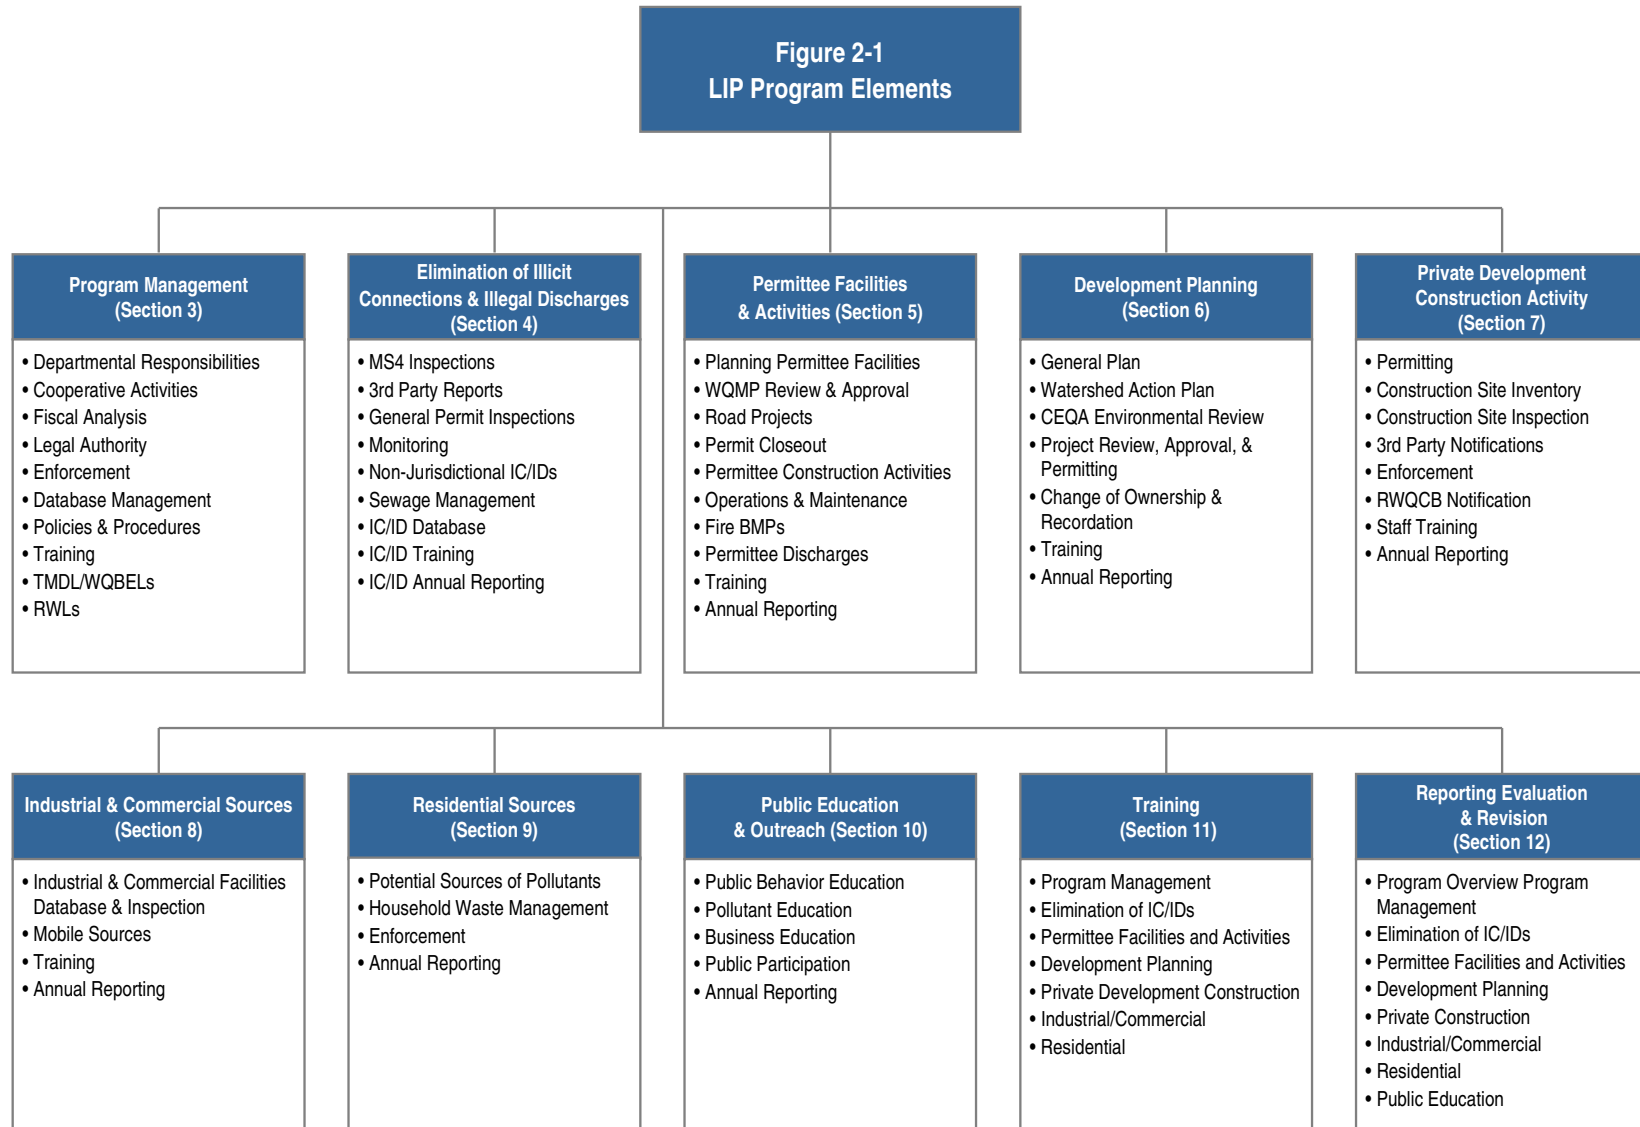 Figure 2-1
LIP Program Elements
Program Management
(Section 3)
• Departmental Responsibilities
• Cooperative Activities
• Fiscal Analysis
• Legal Authority
• Enforcement
• Database Management
• Policies & Procedures
• Training
• TMDL/WQBELs
• RWLs
Elimination of Illicit
Connections & Illegal Discharges
(Section 4)
• MS4 Inspections
• 3rd Party Reports
• General Permit Inspections
• Monitoring
• Non-Jurisdictional IC/IDs
• Sewage Management
• IC/ID Database
• IC/ID Training
• IC/ID Annual Reporting
Permittee Facilities
& Activities (Section 5)
• Planning Permittee Facilities
• WQMP Review & Approval
• Road Projects
• Permit Closeout
• Permittee Construction Activities
• Operations & Maintenance
• Fire BMPs
• Permittee Discharges
• Training
• Annual Reporting
Development Planning
(Section 6)
• General Plan
• Watershed Action Plan
• CEQA Environmental Review
• Project Review, Approval, &
Permitting
• Change of Ownership &
Recordation
• Training
• Annual Reporting
Private Development
Construction Activity
(Section 7)
• Permitting
• Construction Site Inventory
• Construction Site Inspection
• 3rd Party Notifications
• Enforcement
• RWQCB Notification
• Staff Training
• Annual Reporting
Industrial & Commercial Sources
(Section 8)
• Industrial & Commercial Facilities
Database & Inspection
• Mobile Sources
• Training
• Annual Reporting
Residential Sources
(Section 9)
• Potential Sources of Pollutants
• Household Waste Management
• Enforcement
• Annual Reporting
Public Education
& Outreach (Section 10)
• Public Behavior Education
• Pollutant Education
• Business Education
• Public Participation
• Annual Reporting
Training
(Section 11)
• Program Management
• Elimination of IC/IDs
• Permittee Facilities and Activities
• Development Planning
• Private Development Construction
• Industrial/Commercial
• Residential
Reporting Evaluation
& Revision
(Section 12)
• Program Overview Program
Management
• Elimination of IC/IDs
• Permittee Facilities and Activities
• Development Planning
• Private Construction
• Industrial/Commercial
• Residential
• Public Education